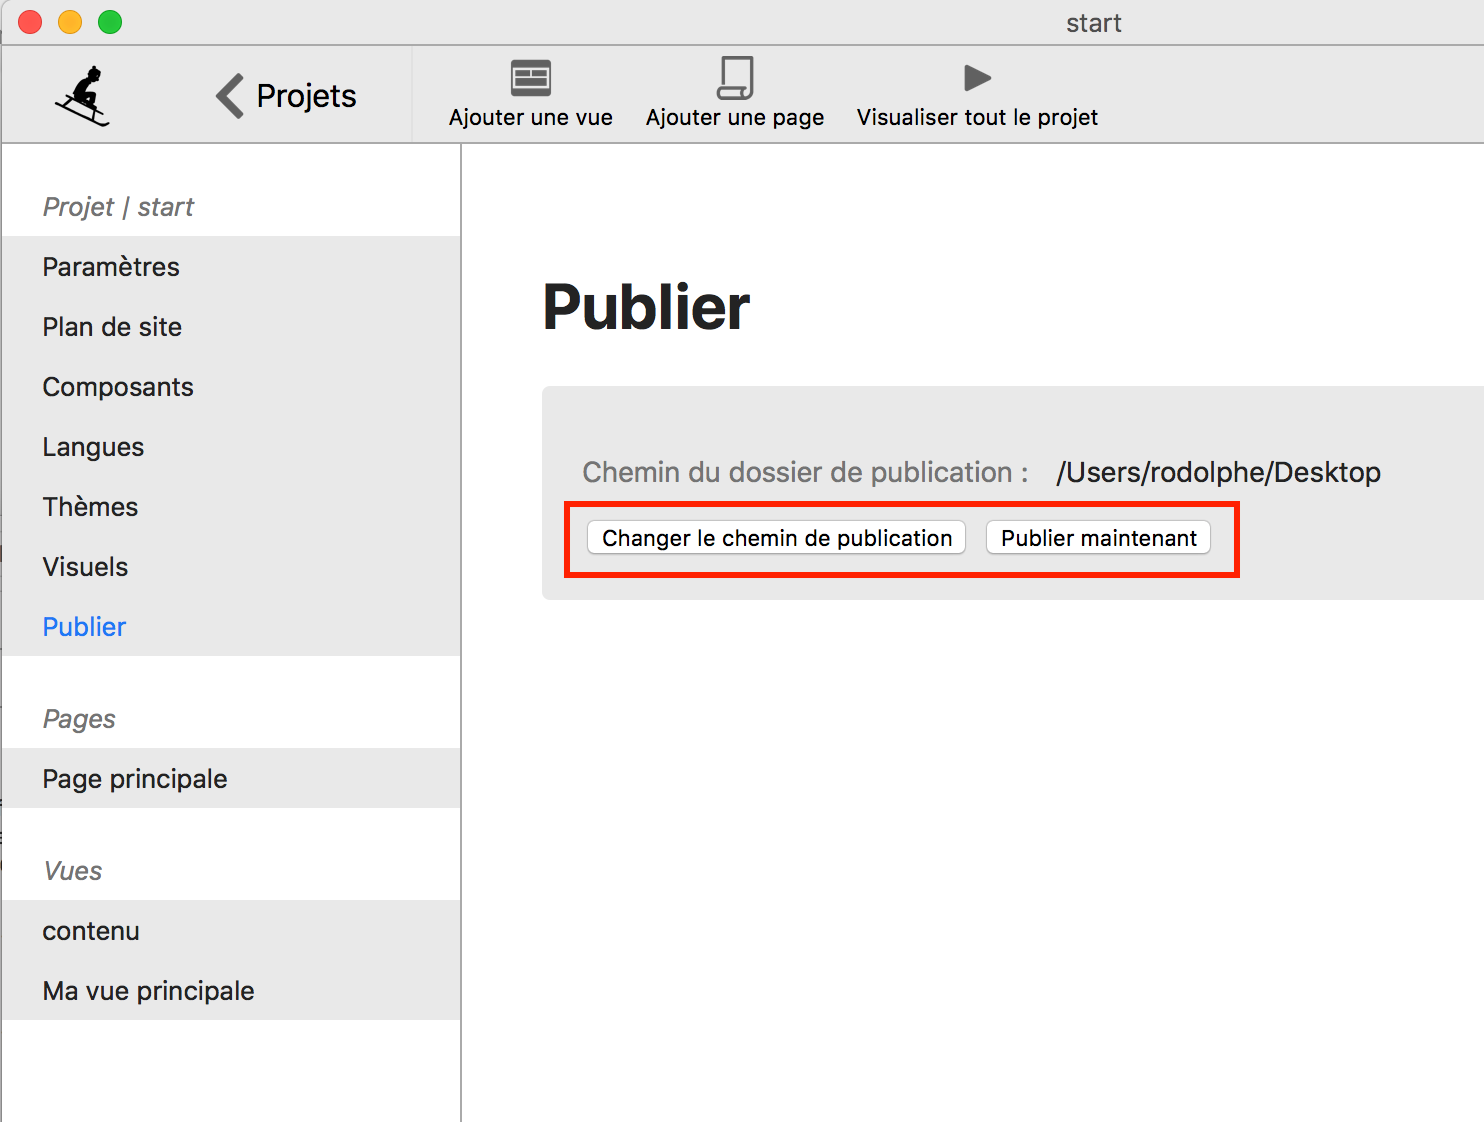 start
Projets
Ajouter une vue
Ajouter une page
Visualiser tout le projet
Projet | start
Paramètres
Plan de site
Composants
Langues
Thèmes
Visuels
Publier
Pages
Page principale
Vues
contenu
Ma vue principale
Publier
Chemin du dossier de publication : /Users/rodolphe/Desktop
Changer le chemin de publication
Publier maintenant